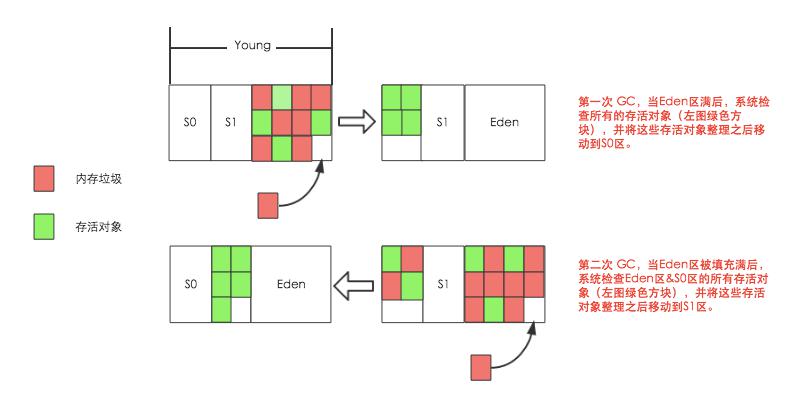 Young
S0
S1
S1
Eden
第一次 GC，当Eden区满后，系统检
查所有的存活对象（左图绿色方
块），并将这些存活对象整理之后移
动到S0区。
内存垃圾
存活对象
S0
Eden
S1
第二次 GC，当Eden区被填充满后，
系统检查Eden区&S0区的所有存活对
象（左图绿色方块），并将这些存活
对象整理之后移动到S1区。